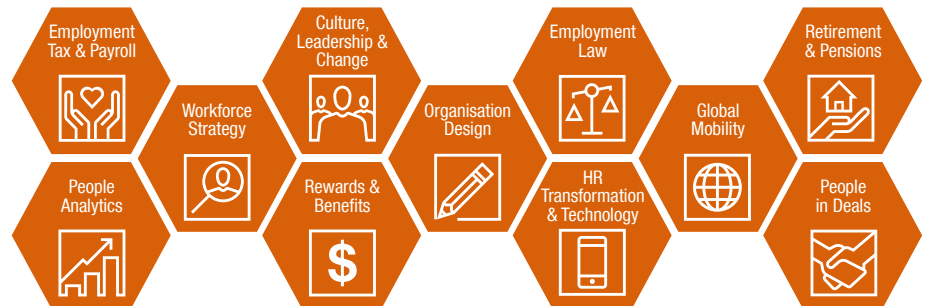 Employment
Tax & Payroll
Culture,
Leadership &
Change
Employment
Law
Retirement
& Pensions
Workforce
Strategy
Organisation
Design
Global
Mobility
People
Analytics
Rewards &
Benefits
$
HR
Transformation
& Technology
People
in Deals